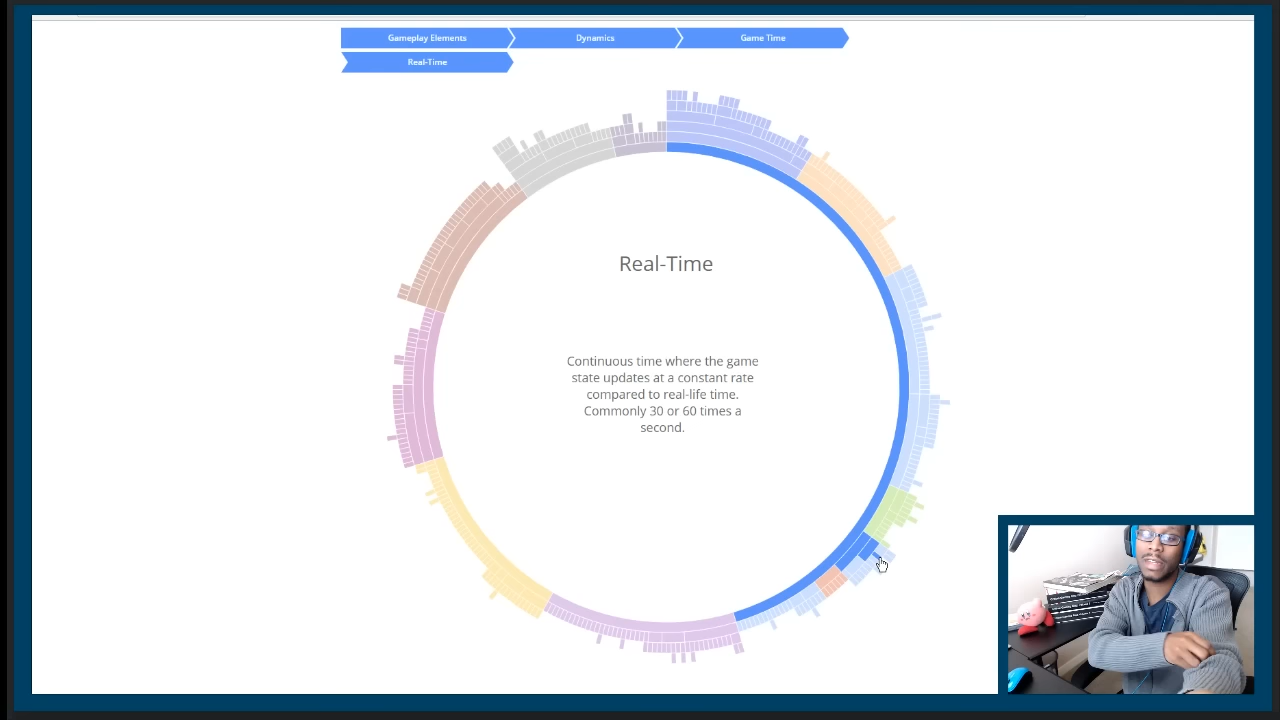 Gameplay Elements
Dynamics
Game Time
Real-Time
Real-Time
Continuous time where the game
state updates at a constant rate
compared to real-life time.
Commonly 30 or 60 times a
second.